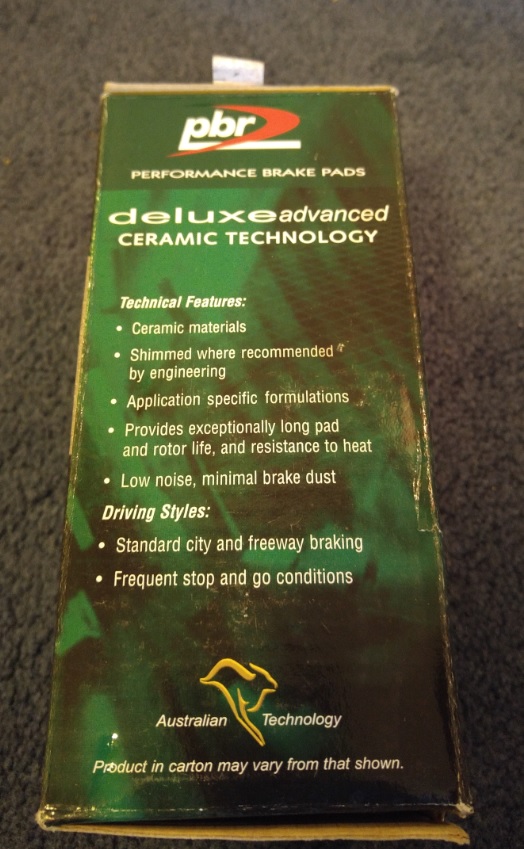 pbr
PERFORMANCE BRAKE PADS
deluxe advanced
CERAMIC TECHNOLOGY
Technical Features:
• Ceramic materials
• Shimmed where recommended
by engineering
• Application specific formulations
• Provides exceptionally long pad
and rotor life, and resistance to heat
• Low noise, minimal brake dust
Driving Styles:
• Standard city and freeway braking
• Frequent stop and go conditions
Australian Technology
Product in carton may vary from that shown.